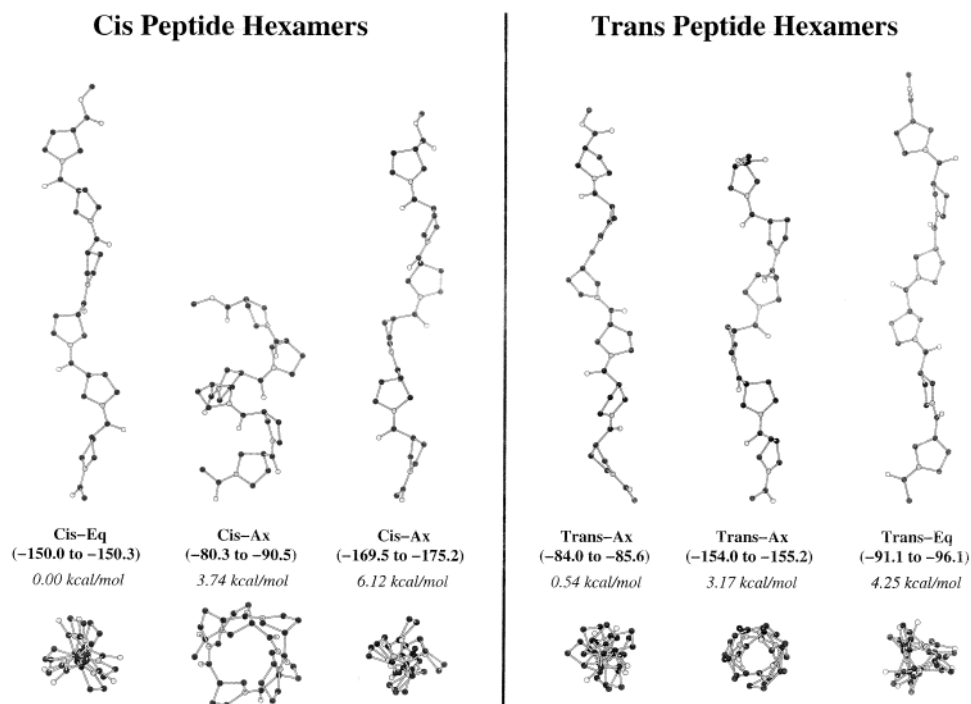 Cis Peptide Hexamers
Trans Peptide Hexamers
Cis–Eq
(−150.0 to −150.3)
0.00 kcal/mol
Cis–Ax
(−80.3 to −90.5)
3.74 kcal/mol
Cis–Ax
(−169.5 to −175.2)
6.12 kcal/mol
Trans–Ax
(−84.0 to −85.6)
0.54 kcal/mol
Trans–Ax
(−154.0 to −155.2)
3.17 kcal/mol
Trans–Eq
(−91.1 to −96.1)
4.25 kcal/mol